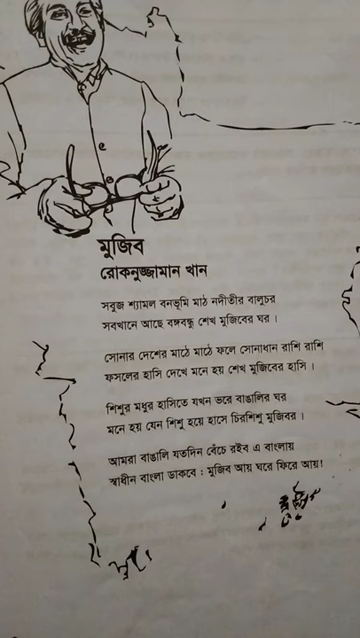 মুজিব
রোকনুজ্জামান খান
সবুজ শ্যামল বনভূমি মাঠ নদীতীর বালুচর
সবখানে আছে বঙ্গবন্ধু শেখ মুজিবের ঘর।
সোনার দেশের মাঠে মাঠে ফলে সোনাধান রাশি রাশি
ফসলের হাসি দেখে মনে হয় শেখ মুজিবের হাসি।
শিশুর মধুর হাসিতে যখন ভরে বাঙালির ঘর
মনে হয় যেন শিশু হয়ে হাসে চিরশিশু মুজিবর।
আমরা বাঙালি যতদিন বেঁচে রইব এ বাংলায়
স্বাধীন বাংলা ডাকবে : মুজিব আয় ঘরে ফিরে আয়!